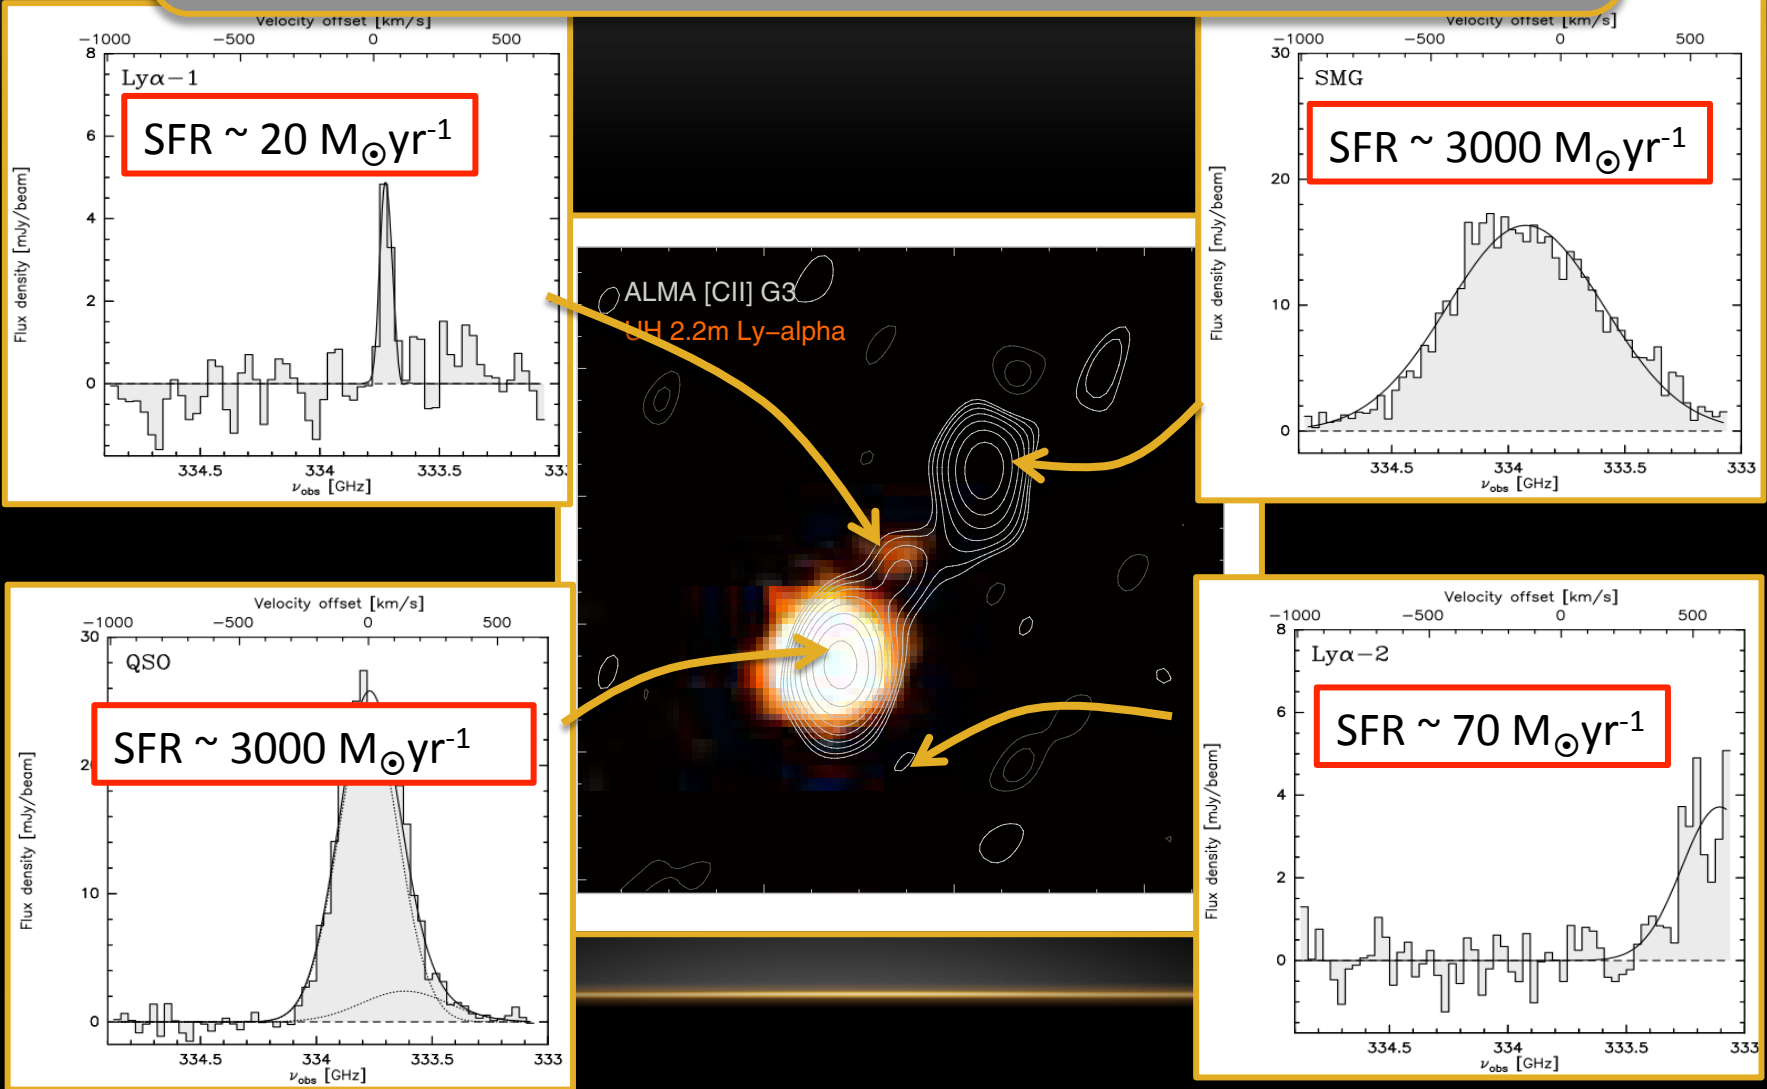 Velocity offset [km/s]
−1000 −500 0 500
Lyα−1
SFR ~ 20 M⊙yr-1
8
6
4
2
0
Flux density [mJy/beam]
334.5 334 333.5 333
νobs [GHz]
Velocity offset [km/s]
−1000 −500 0 500
SMG
SFR ~ 3000 M⊙yr-1
30
20
10
0
Flux density [mJy/beam]
334.5 334 333.5 333
νobs [GHz]
ALMA [CII] G3
UH 2.2m Ly−alpha
Velocity offset [km/s]
−1000 −500 0 500
QSO
SFR ~ 3000 M⊙yr-1
30
20
10
0
Flux density [mJy/beam]
334.5 334 333.5 333
νobs [GHz]
Velocity offset [km/s]
−1000 −500 0 500
Lyα−2
SFR ~ 70 M⊙yr-1
8
6
4
2
0
Flux density [mJy/beam]
334.5 334 333.5 333
νobs [GHz]